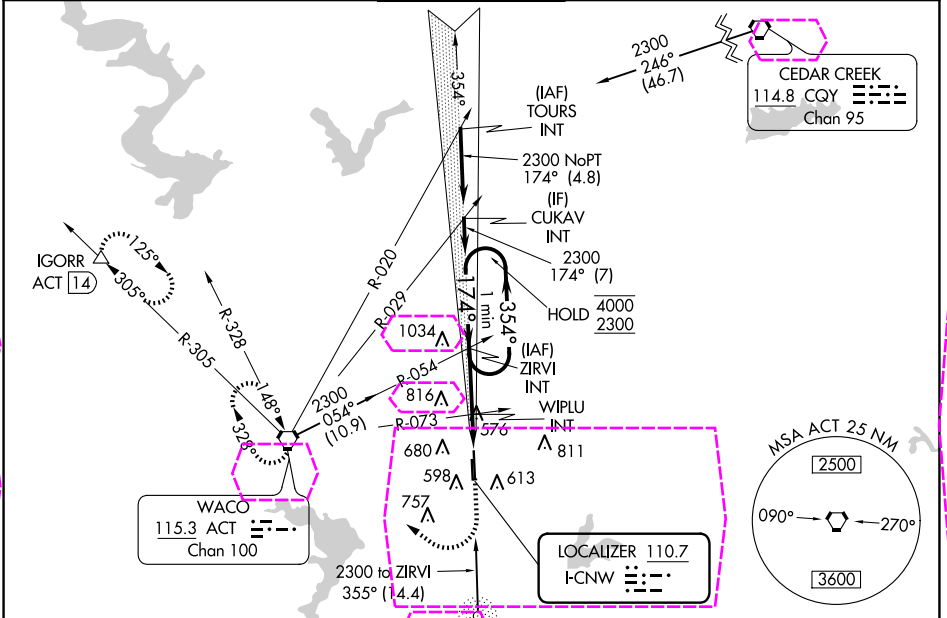 354°
2300
246°
(46.7)
CEDAR CREEK
114.8 CQY
Chan 95
(IAF)
TOURS
INT
2300 NoPT
174° (4.8)
(IF)
CUKAV
INT
2300
174° (7)
HOLD 4000
2300
174°
1 min
354°
(IAF)
ZIRVI
INT
WIPLU
INT
IGORR
ACT 14
125°
305°
R-305
R-328
148°
328°
R-020
R-029
2300
054°
(10.9)
R-054
R-073
1034
816
576
680
811
598
613
757
WACO
115.3 ACT
Chan 100
2300 to ZIRVI
355° (14.4)
LOCALIZER 110.7
I-CNW
MSA ACT 25 NM
2500
090°
270°
3600